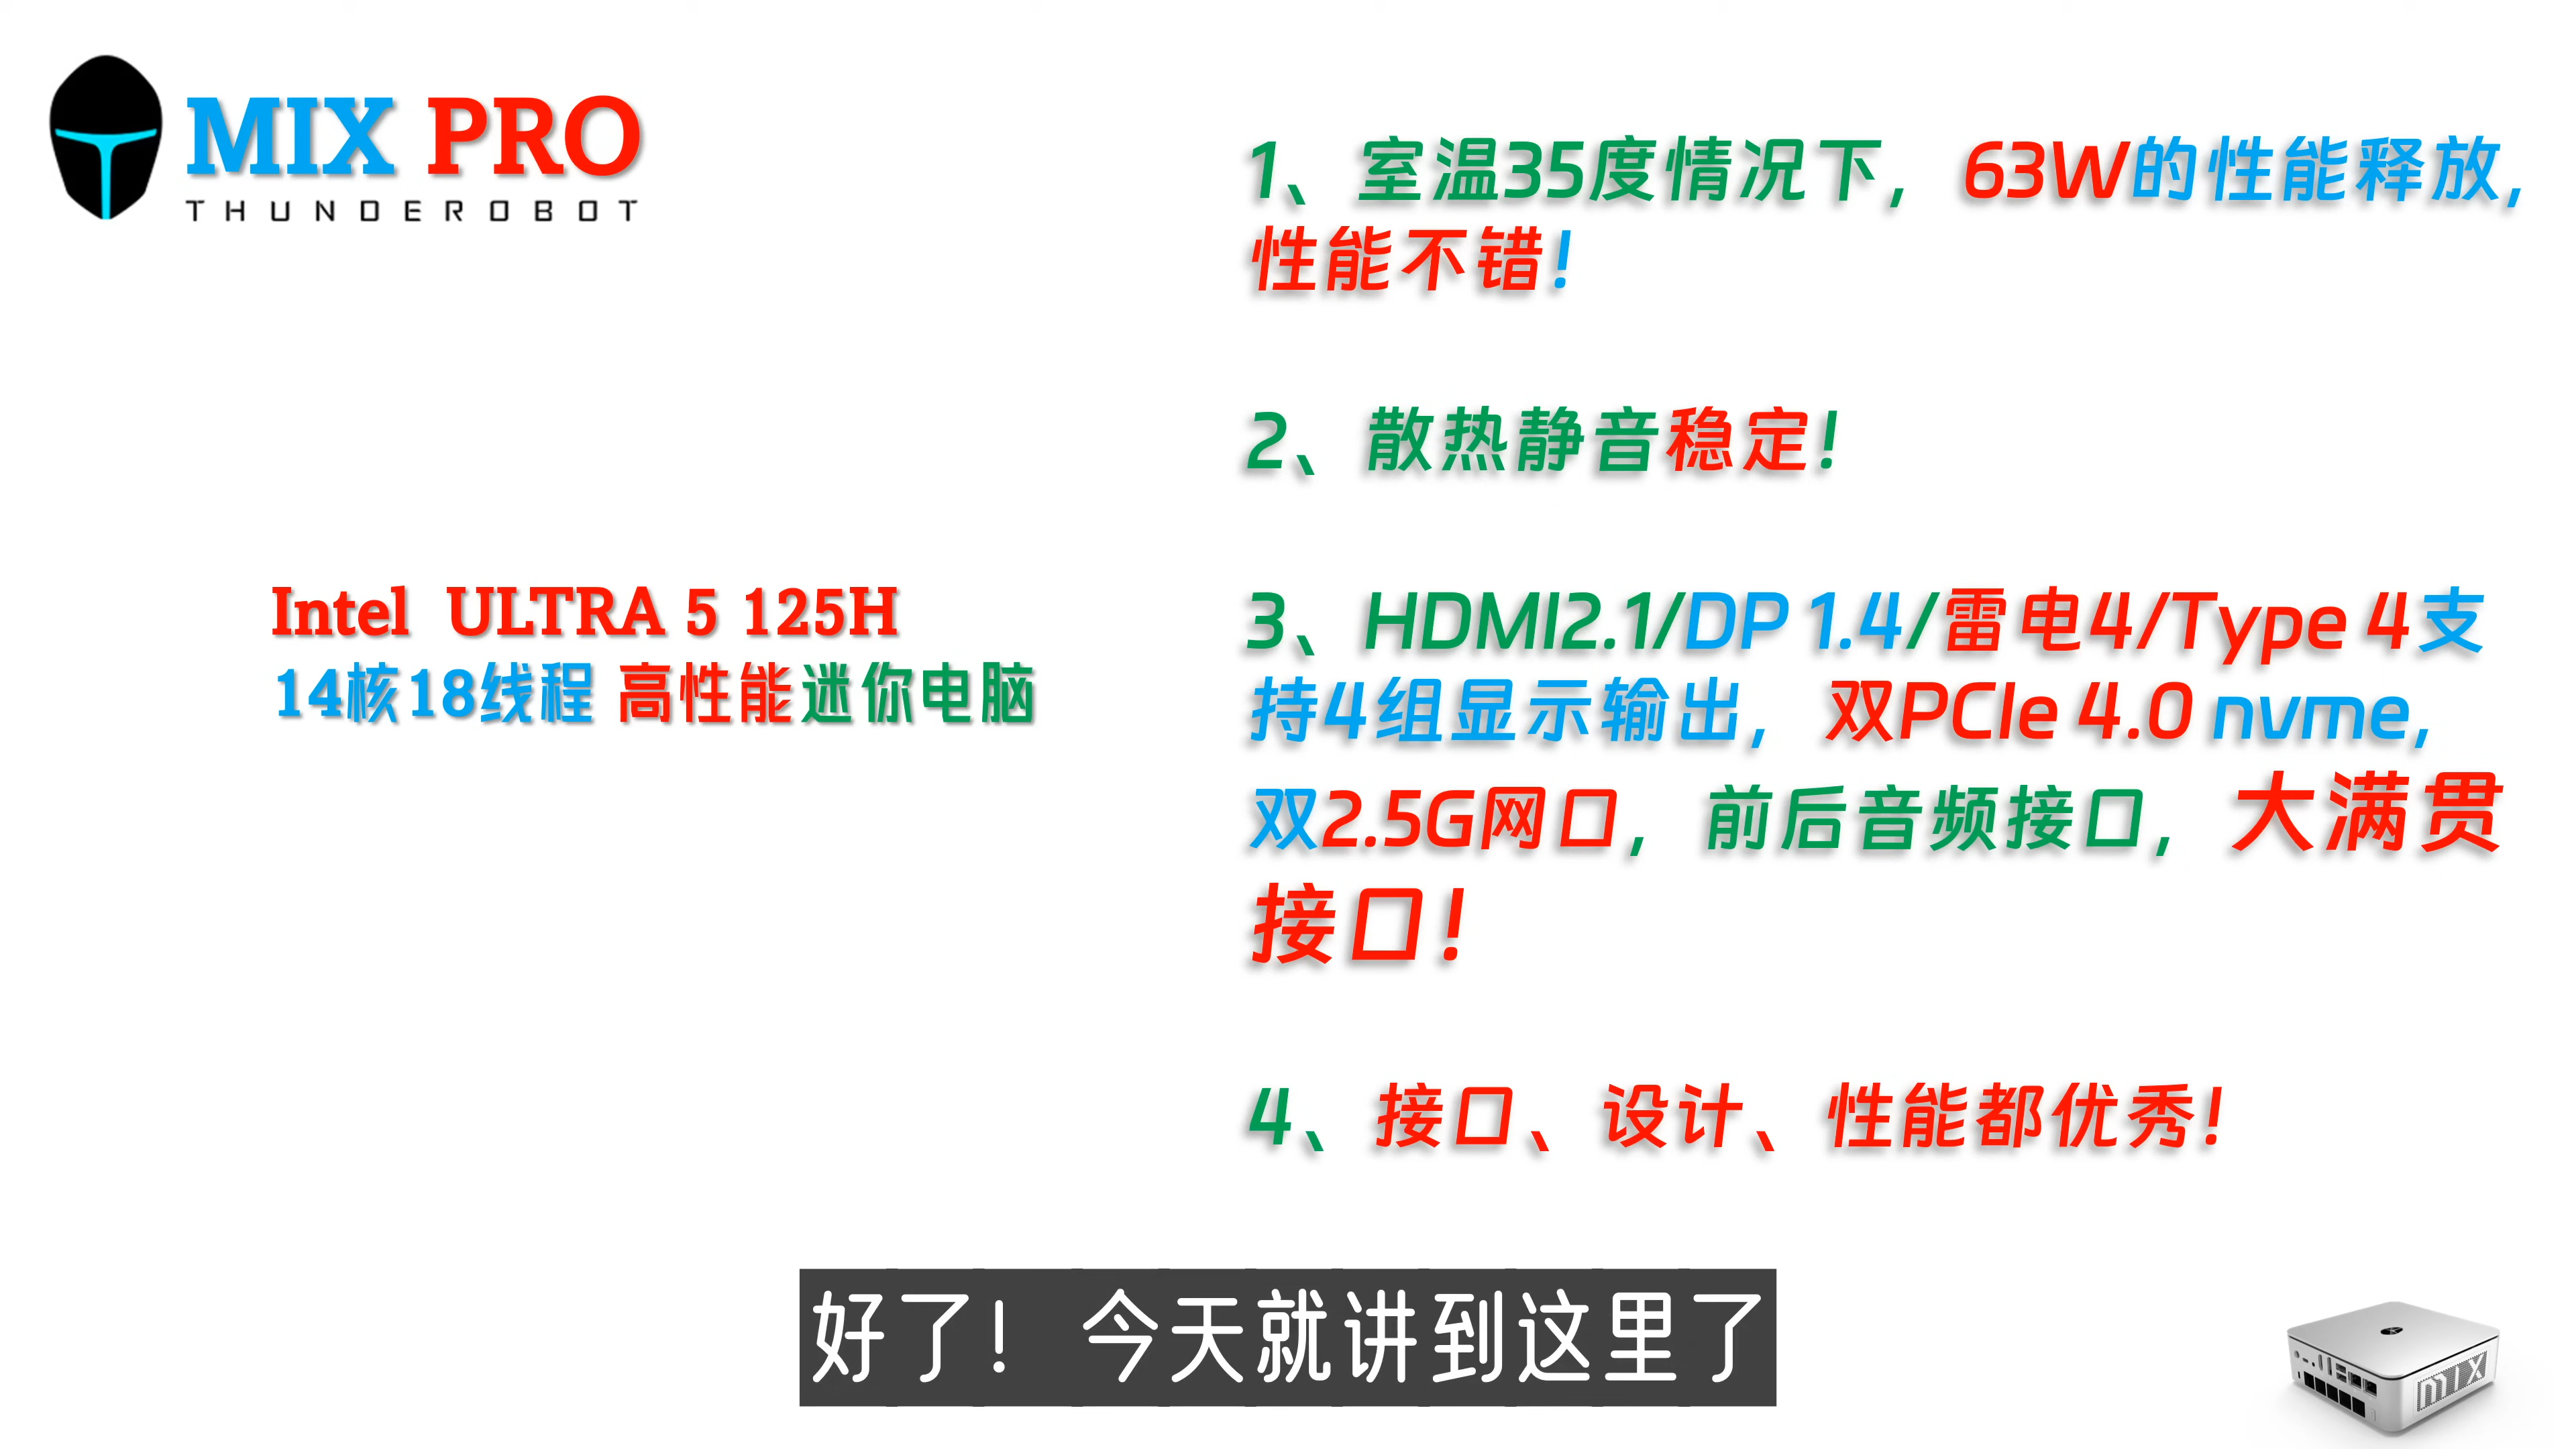 MIX PRO
THUNDEROBOT
Intel ULTRA 5 125H
14核18线程 高性能迷你电脑
1、室温35度情况下，63W的性能释放，
性能不错！
2、散热静音稳定！
3、HDMI2.1/DP 1.4/雷电4/Type 4支
持4组显示输出，双PCIe 4.0 nvme，
双2.5G网口，前后音频接口，大满贯
接口！
4、接口、设计、性能都优秀！
好了！ 今天就讲到这里了
MIX